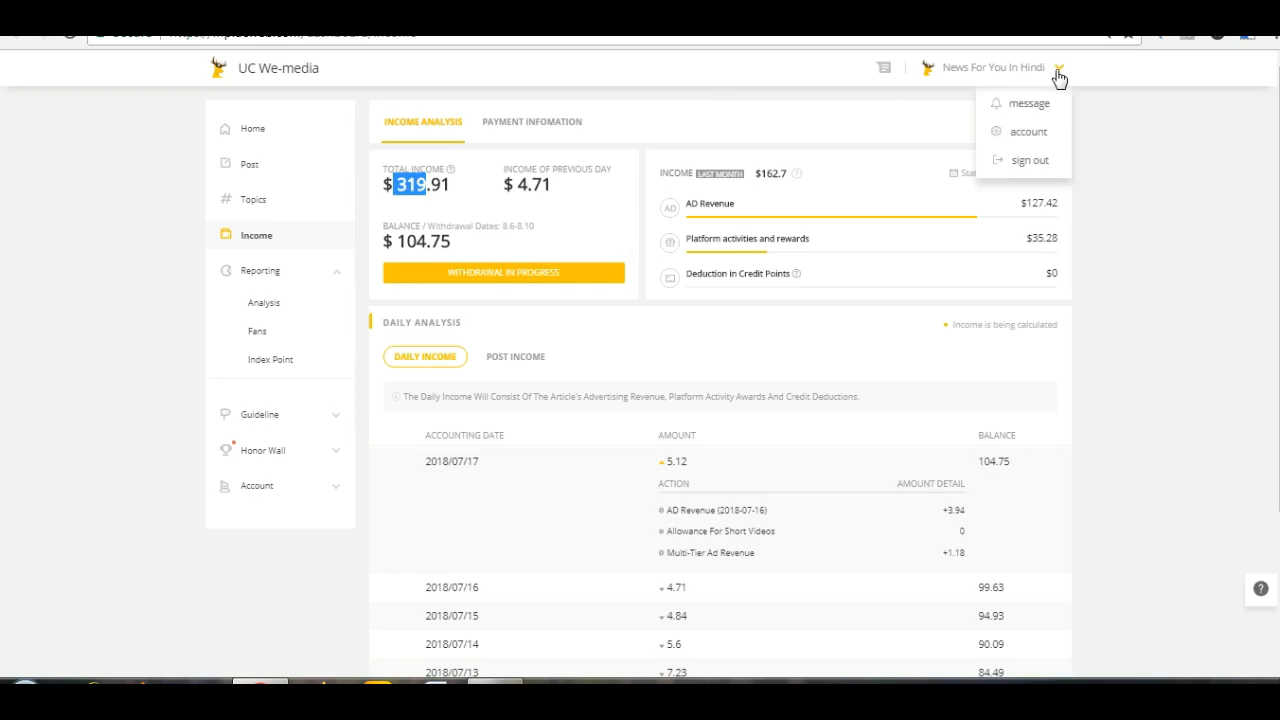 UC We-media
News For You In Hindi
message
account
sign out
Home
Post
Topics
Income
Reporting
Analysis
Fans
Index Point
Guideline
Honor Wall
Account
INCOME ANALYSIS PAYMENT INFOMATION
TOTAL INCOME INCOME OF PREVIOUS DAY
$ 319.91 $ 4.71
BALANCE / Withdrawal Dates: 8.6-8.10
$ 104.75
WITHDRAWAL IN PROGRESS
INCOME LAST MONTH $162.7
AD AD Revenue $127.42
Platform activities and rewards $35.28
Deduction in Credit Points $0
DAILY ANALYSIS
Income is being calculated
DAILY INCOME POST INCOME
The Daily Income Will Consist Of The Article's Advertising Revenue, Platform Activity Awards And Credit Deductions.
ACCOUNTING DATE AMOUNT BALANCE
2018/07/17 5.12 104.75
ACTION AMOUNT DETAIL
AD Revenue (2018-07-16) +3.94
Allowance For Short Videos 0
Multi-Tier Ad Revenue +1.18
2018/07/16 4.71 99.63
2018/07/15 4.84 94.93
2018/07/14 5.6 90.09
2018/07/13 7.23 84.49